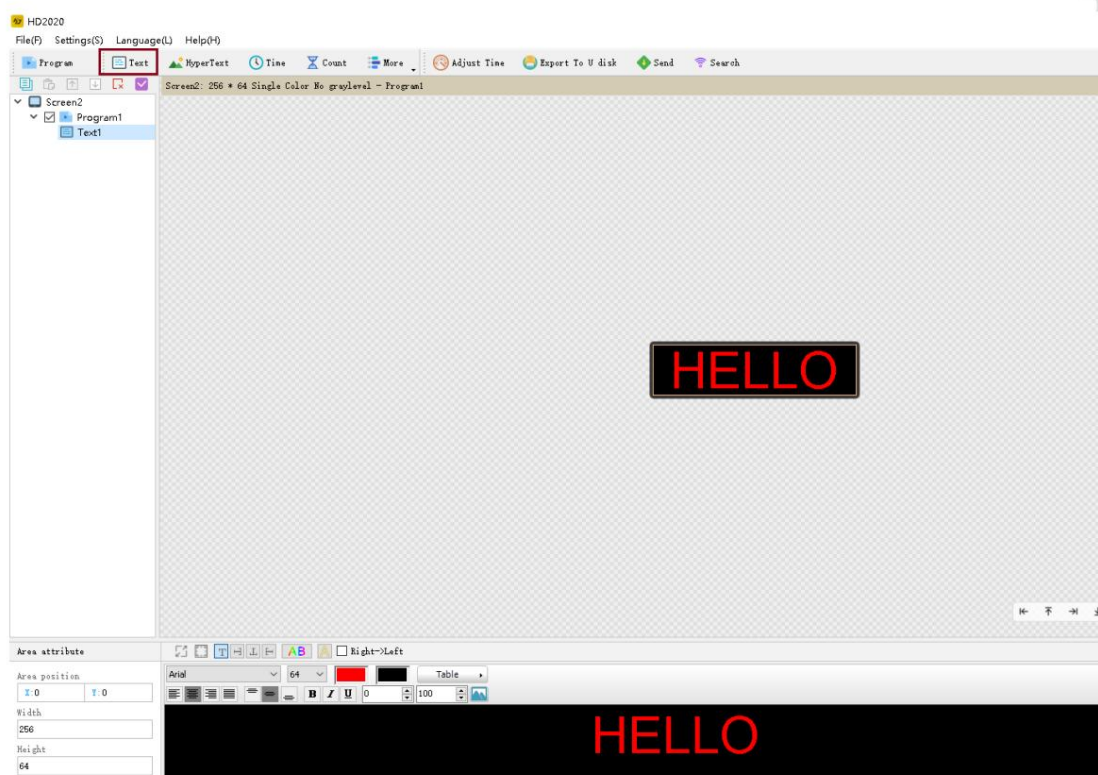 HD2020
File(F) Settings(S) Language(L) Help(H)
Program Text HyperText Time Count More Adjust Time Export To U disk Send Search
Screen2: 256 * 64 Single Color No graylevel - Program1
Screen2
Program1
Text1
HELLO
Area attribute
T T T T AB A Right->Left
Area position
X:0 Y:0
Width
256
Height
64
Arial 64 Table
B I U 0 100
HELLO